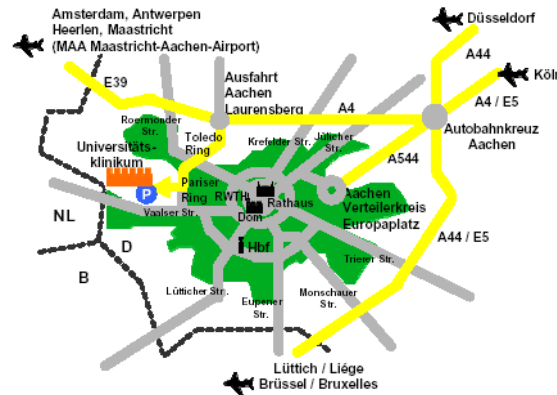 Amsterdam, Antwerpen
Heerlen, Maastricht
(MAA Maastricht-Aachen-Airport)
Düsseldorf
A44
Köln
E39
Ausfahrt
Aachen
Laurensberg
A4
A4 / E5
Roermonder
Str.
Toledo
Ring
Krefelder Str.
Jülicher
Str.
Autobahnkreuz
Aachen
Universitäts-
klinikum
A544
P
Pariser
Ring
RWTH
Rathaus
Aachen
Verteilerkreis
Europaplatz
NL
Vaalser Str.
Dom
D
Hbf
A44 / E5
B
Trierer Str.
Lütticher Str.
Eupener
Str.
Monschauer
Str.
Lüttich / Liége
Brüssel / Bruxelles